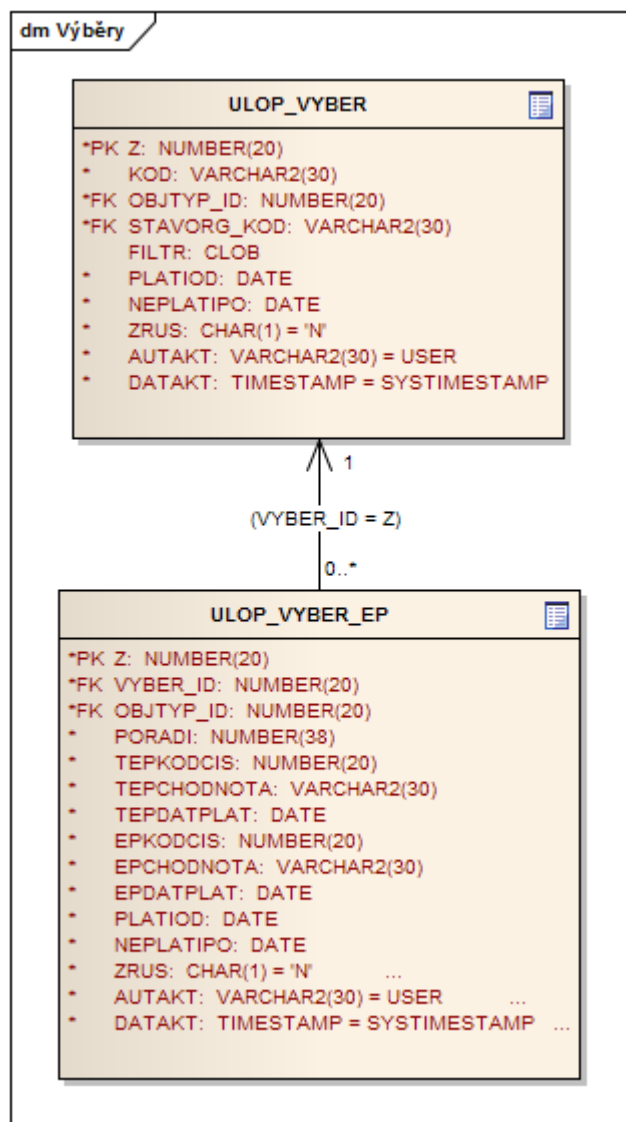 dm Výběry
ULOP_VYBER
*PK Z: NUMBER(20)
* KOD: VARCHAR2(30)
*FK OBJTYP_ID: NUMBER(20)
*FK STAVORG_KOD: VARCHAR2(30)
FILTR: CLOB
* PLATIOD: DATE
* NEPLATIPO: DATE
* ZRUS: CHAR(1) = 'N'
* AUTAKT: VARCHAR2(30) = USER
* DATAKT: TIMESTAMP = SYSTIMESTAMP
1
(VYBER_ID = Z)
0..*
ULOP_VYBER_EP
*PK Z: NUMBER(20)
*FK VYBER_ID: NUMBER(20)
*FK OBJTYP_ID: NUMBER(20)
* PORADI: NUMBER(38)
* TEPKODCIS: NUMBER(20)
* TEPCHODNOTA: VARCHAR2(30)
* TEPDATPLAT: DATE
* EPKODCIS: NUMBER(20)
* EPCHODNOTA: VARCHAR2(30)
* EPDATPLAT: DATE
* PLATIOD: DATE
* NEPLATIPO: DATE
* ZRUS: CHAR(1) = 'N' ...
* AUTAKT: VARCHAR2(30) = USER ...
* DATAKT: TIMESTAMP = SYSTIMESTAMP ...